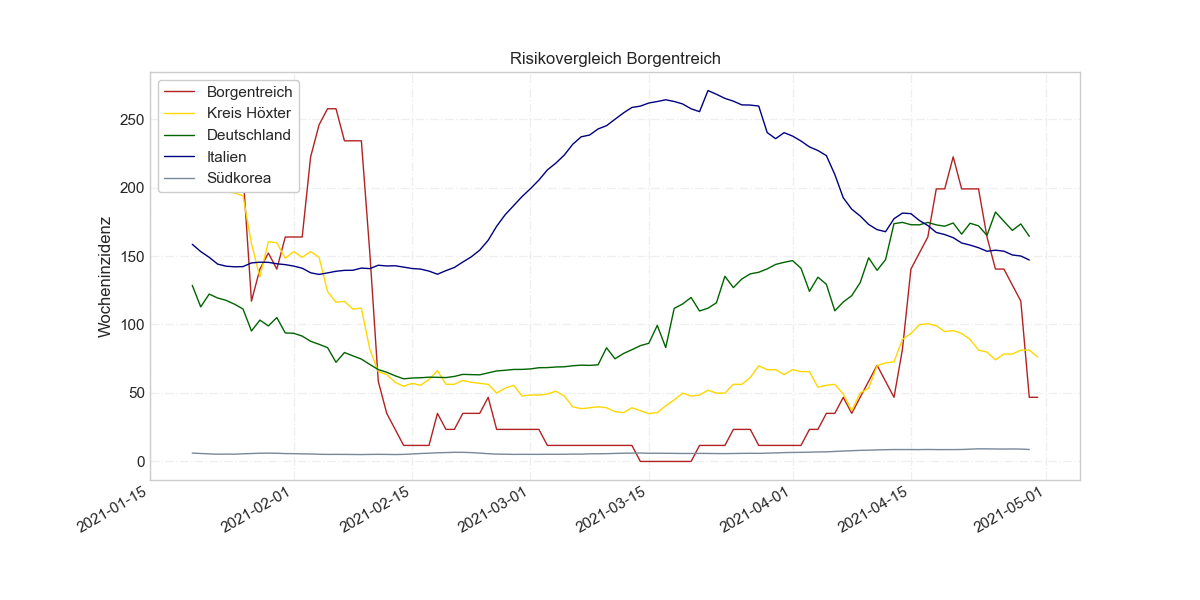 Risikovergleich Borgentreich
Borgentreich
Kreis Höxter
Deutschland
Italien
Südkorea
Wocheninzidenz
250
200
150
100
50
0
2021-01-15
2021-02-01
2021-02-15
2021-03-01
2021-03-15
2021-04-01
2021-04-15
2021-05-01